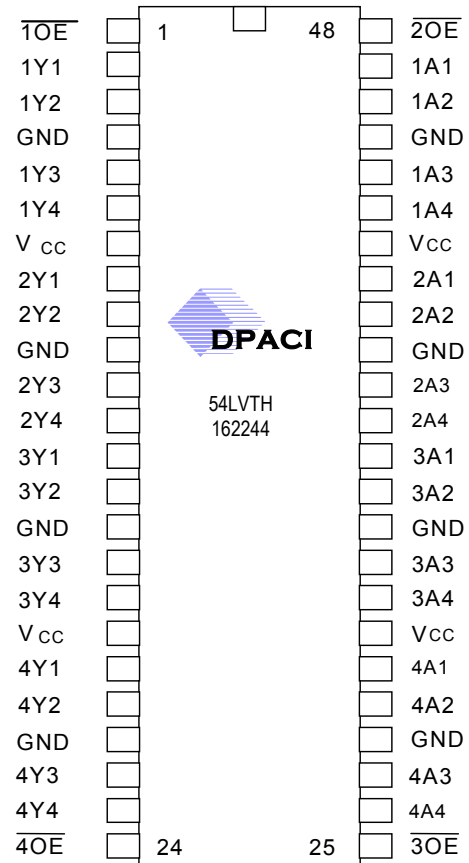 1OE 1 48 2OE
1Y1 1A1
1Y2 1A2
GND GND
1Y3 1A3
1Y4 1A4
V CC VCC
2Y1 2A1
2Y2 2A2
GND DPACI GND
2Y3 2A3
54LVTH
2Y4 162244 2A4
3Y1 3A1
3Y2 3A2
GND GND
3Y3 3A3
3Y4 3A4
V CC VCC
4Y1 4A1
4Y2 4A2
GND GND
4Y3 4A3
4Y4 4A4
4OE 24 25 3OE